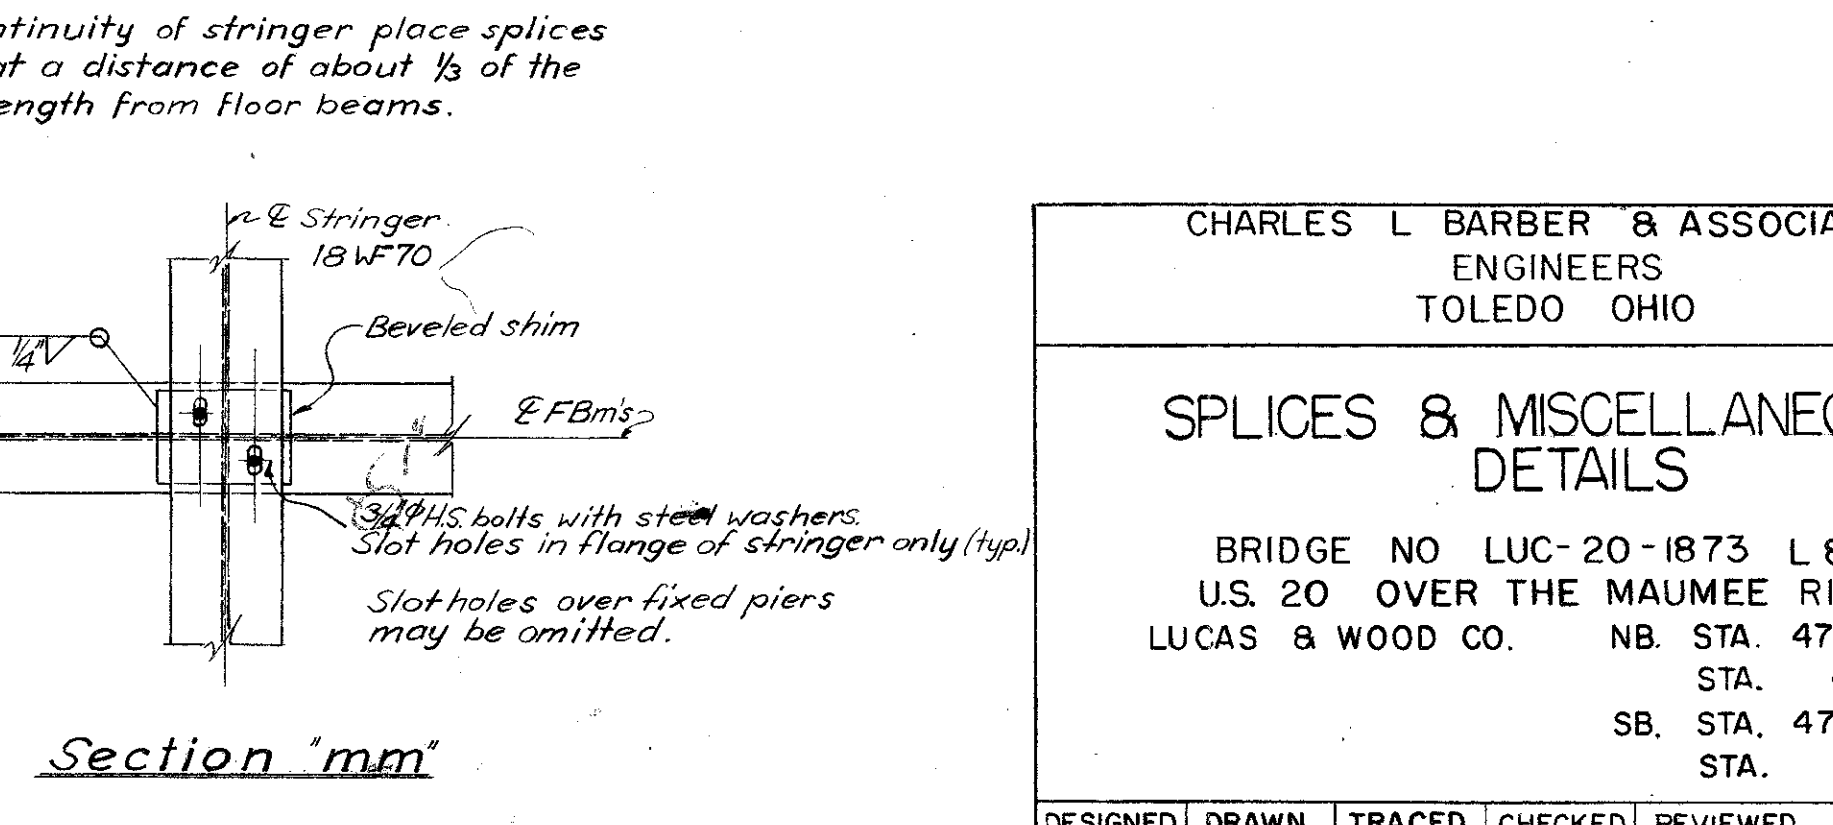 ntinuity of stringer place splices
at a distance of about 1/3 of the
ength from floor beams.
℄ Stringer
18 WF 70
Beveled shim
1/4"
℄ FBm's
1"
3/4" φ H.S. bolts with steel washers.
Slot holes in flange of stringer only (typ.)
Slot holes over fixed piers
may be omitted.
Section "mm"
CHARLES L BARBER & ASSOCIA
ENGINEERS
TOLEDO OHIO
SPLICES & MISCELLANEO
DETAILS
BRIDGE NO LUC-20-1873 L &
U.S. 20 OVER THE MAUMEE RI
LUCAS & WOOD CO. NB. STA. 47
STA.
SB. STA. 47
STA.
DESIGNED DRAWN TRACED CHECKED REVIEWED